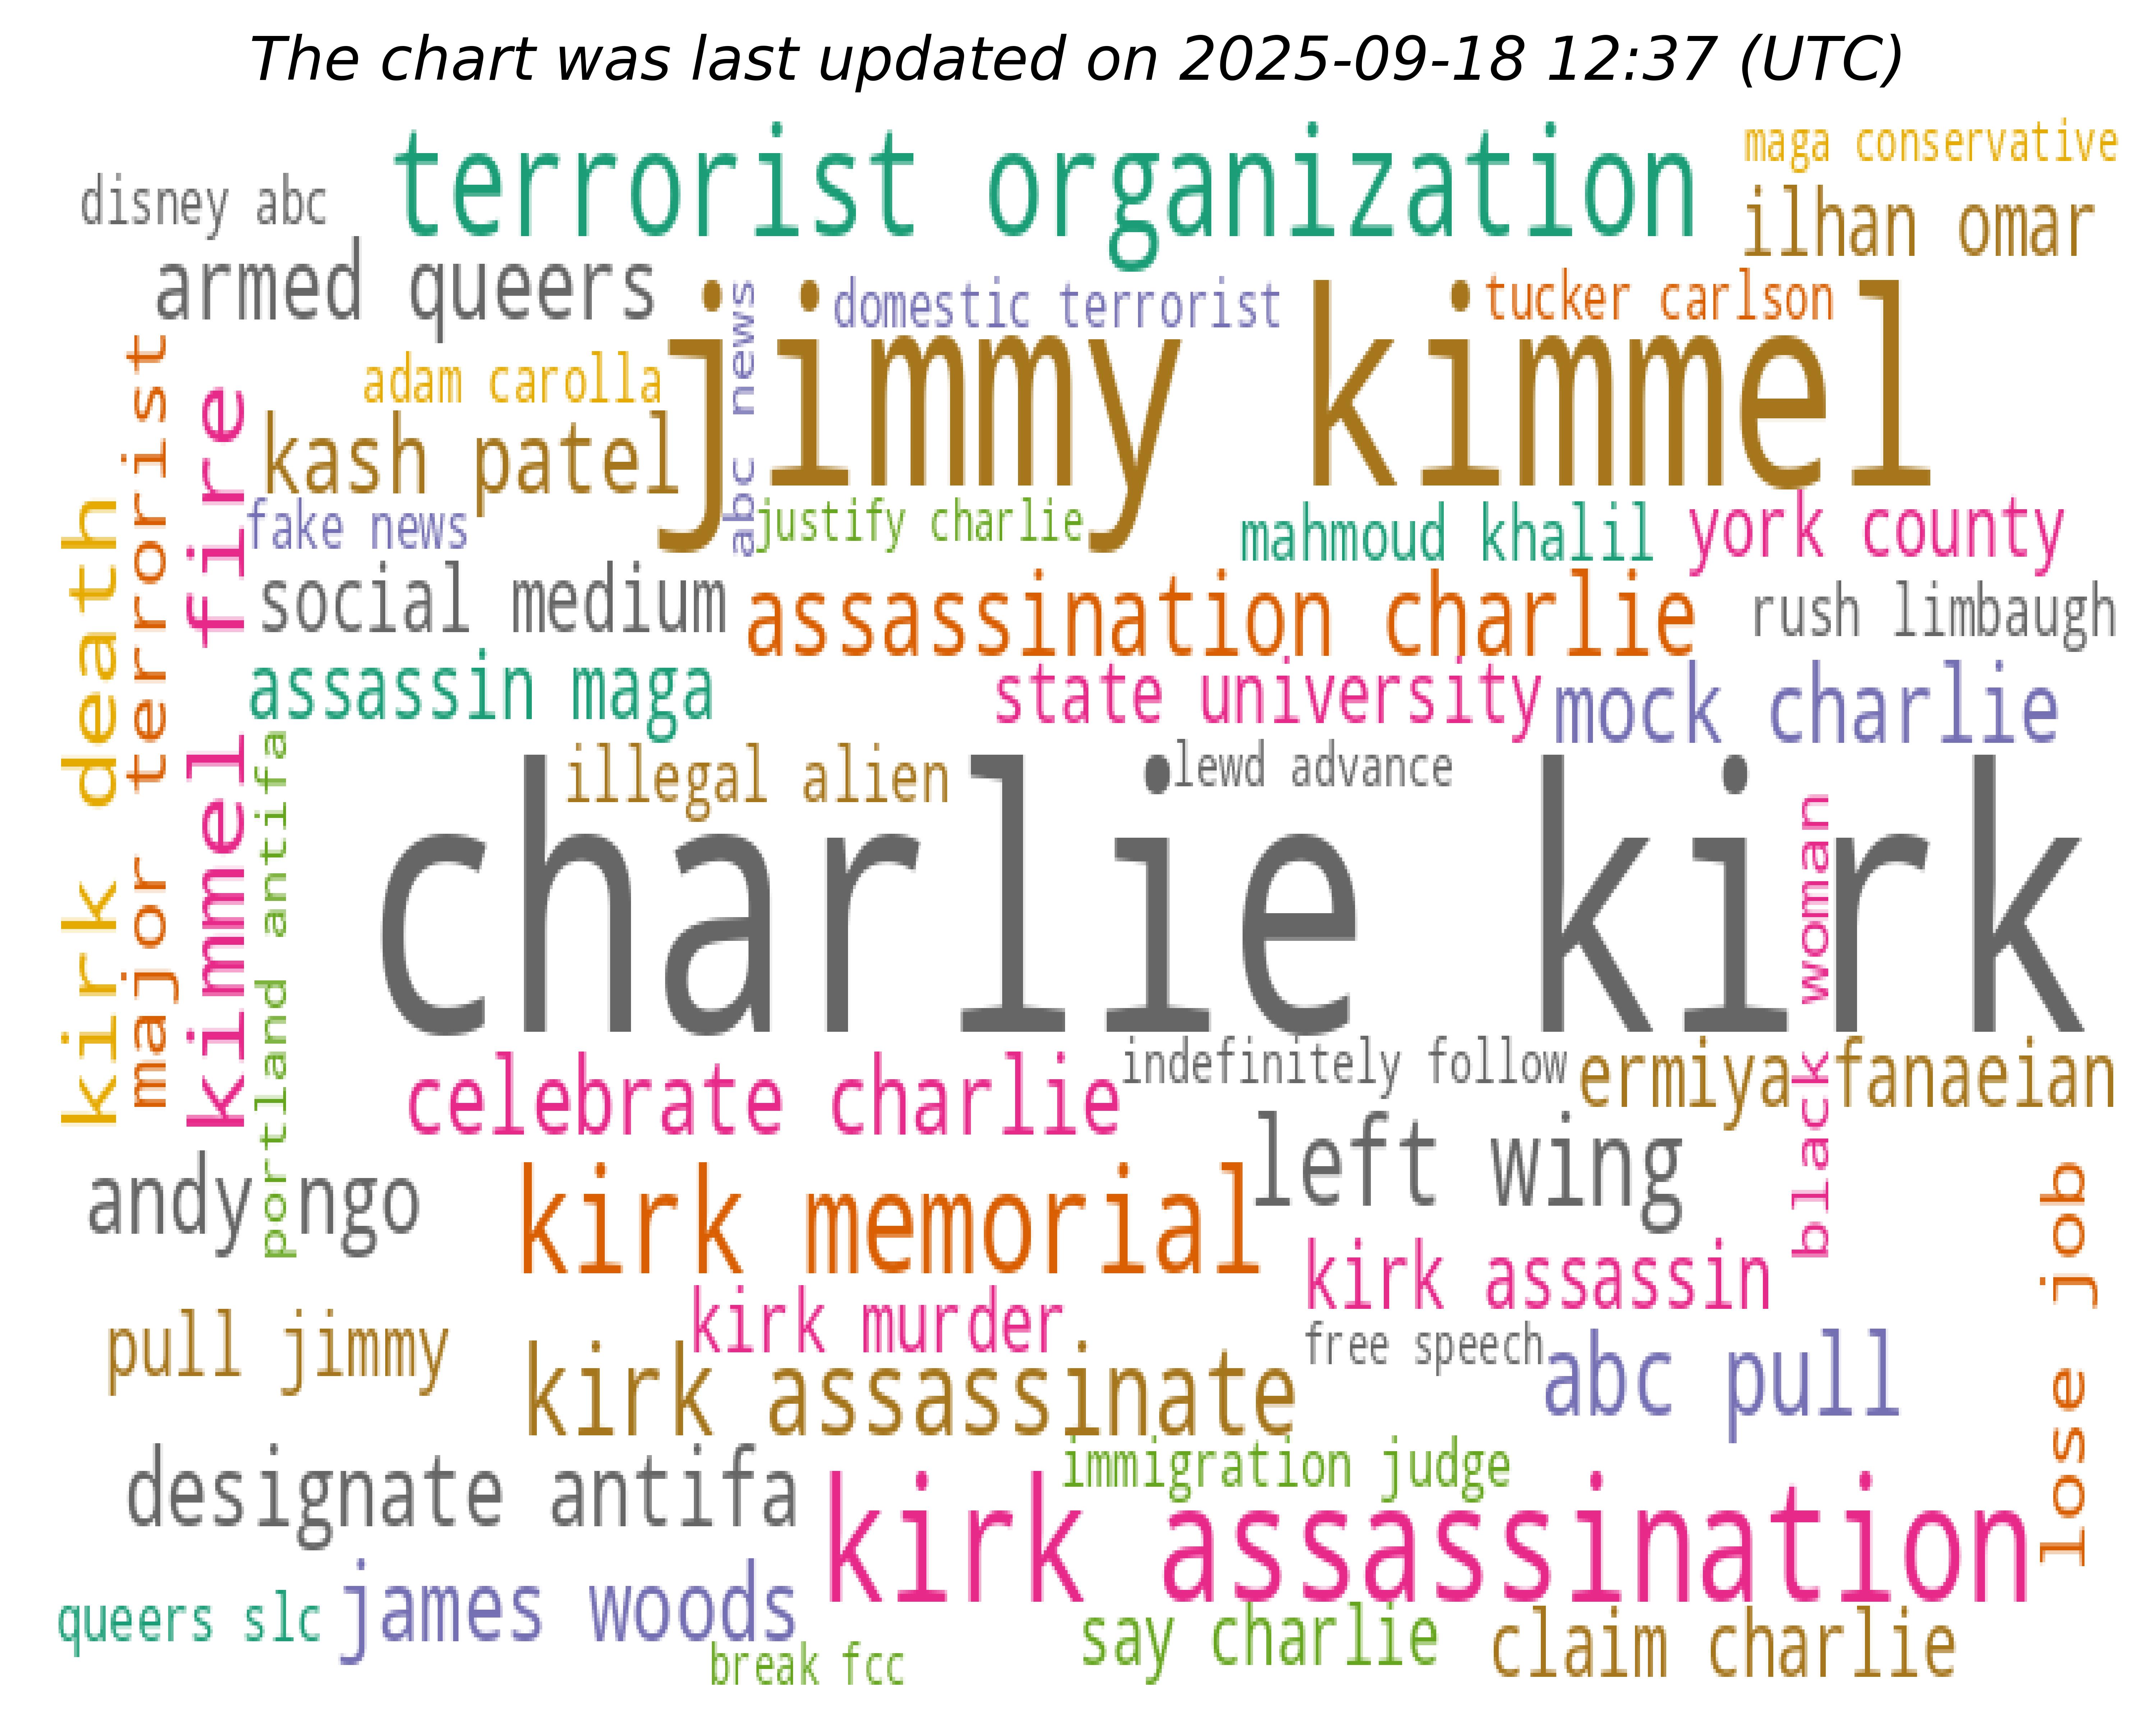 The chart was last updated on 2025-09-18 12:37 (UTC)
terrorist organization
maga conservative
disney abc
ilhan omar
armed queers
domestic terrorist
tucker carlson
jimmy kimmel
abc news
adam carolla
kash patel
fake news
justify charlie
mahmoud khalil
york county
kirk death
major terrorist
kimmel fire
portland antifa
social medium
assassination charlie
rush limbaugh
assassin maga
state university
mock charlie
illegal alien
lewd advance
charlie kirk
black woman
celebrate charlie
indefinitely follow
ermiya fanaeian
left wing
andy ngo
kirk memorial
kirk assassin
lose job
pull jimmy
kirk murder
free speech
kirk assassinate
abc pull
designate antifa
immigration judge
kirk assassination
queers slc
james woods
say charlie
claim charlie
break fcc